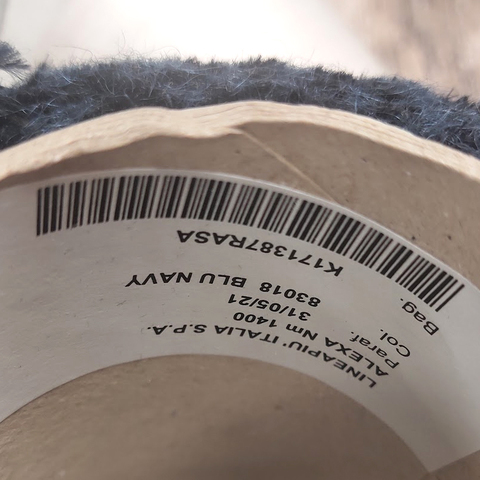 LINEAPIU' ITALIA S.P.A.
ALEXA Nm 1400
Paraf. 31/05/21
Col. 83018 BLU NAVY
Bag.
K171387RASA